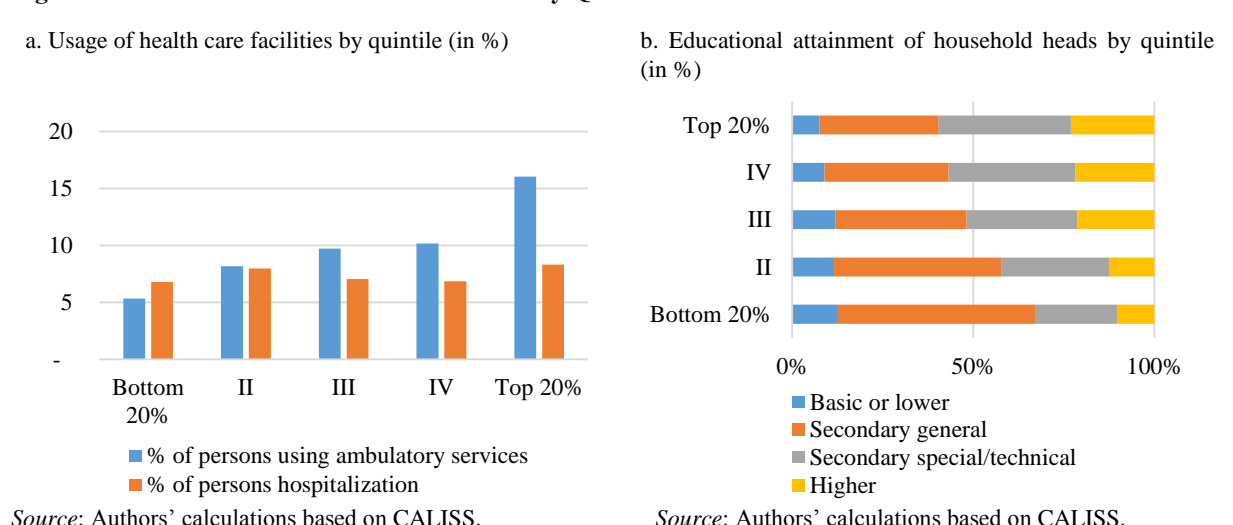 a. Usage of health care facilities by quintile (in %)
20
15
10
5
-
Bottom 20%
II
III
IV
Top 20%
% of persons using ambulatory services
% of persons hospitalization
Source: Authors' calculations based on CALISS.
b. Educational attainment of household heads by quintile
(in %)
Top 20%
IV
III
II
Bottom 20%
0%
50%
100%
Basic or lower
Secondary general
Secondary special/technical
Higher
Source: Authors' calculations based on CALISS.